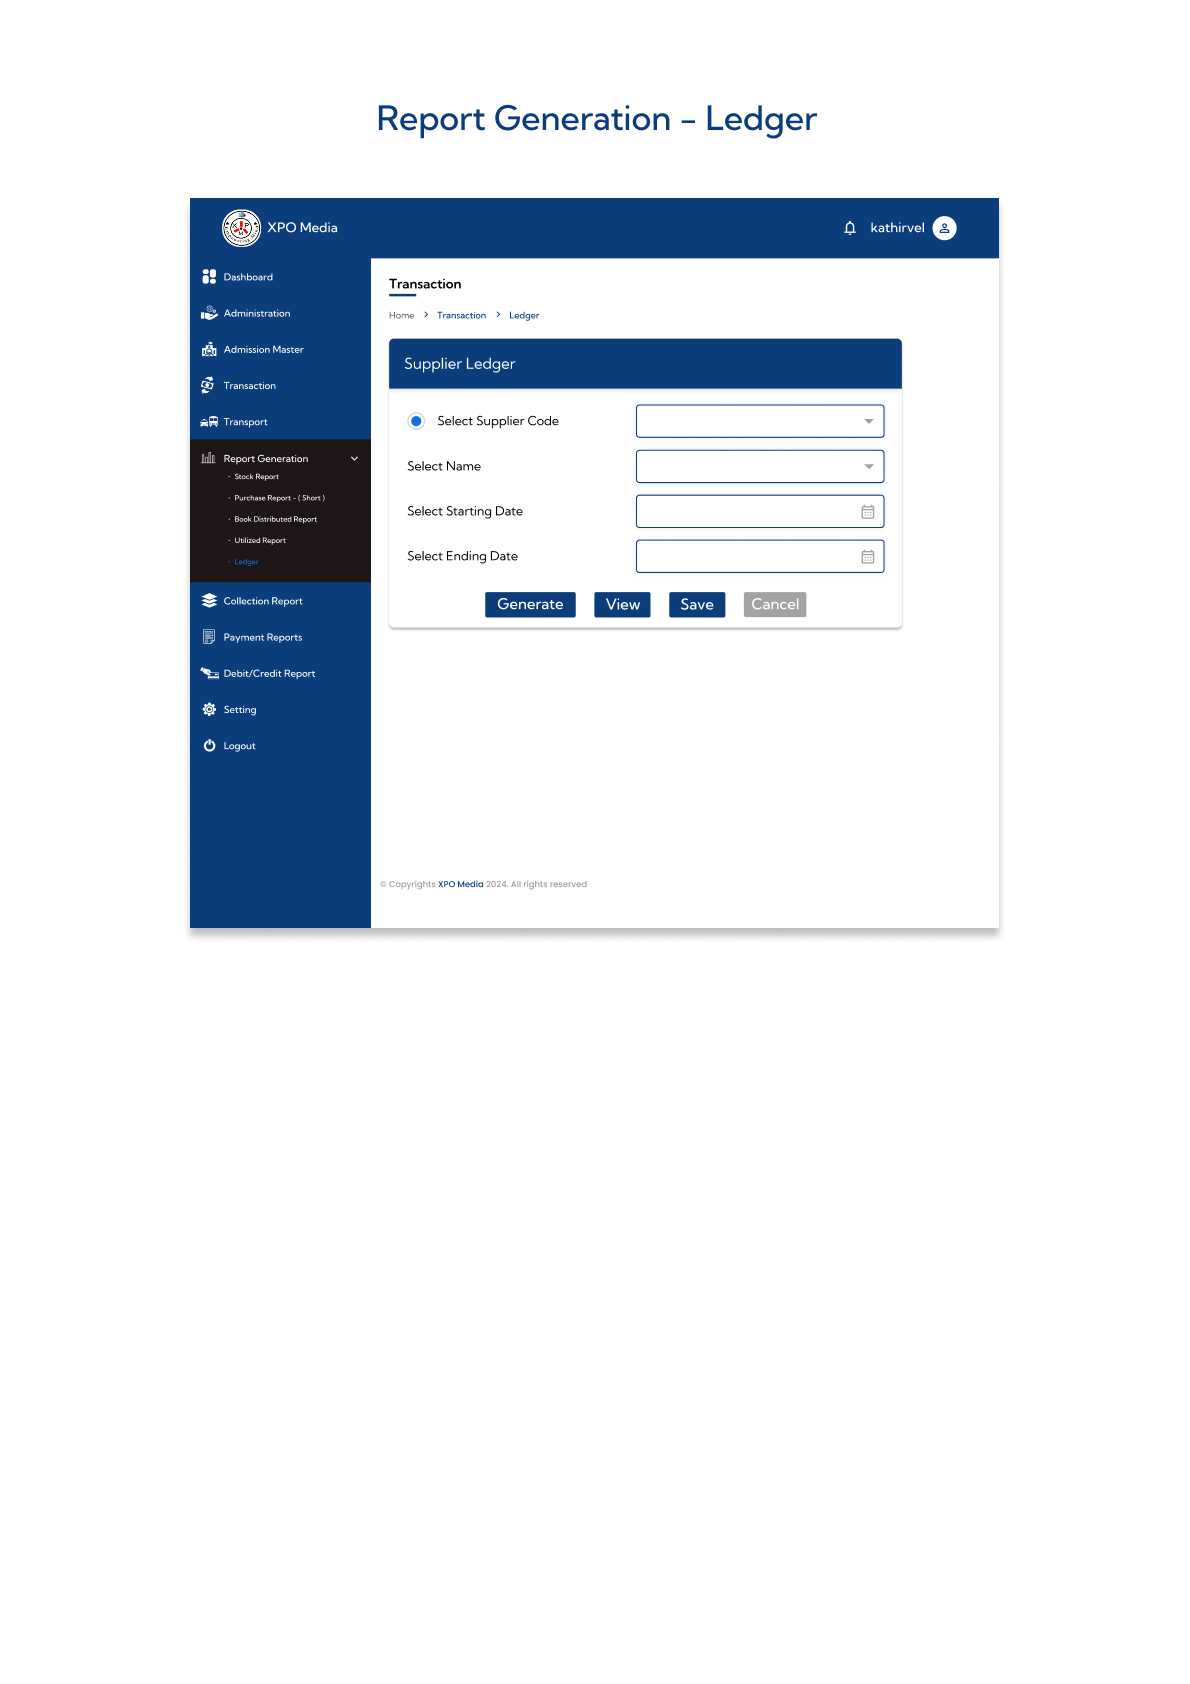 Report Generation - Ledger
XPO Media
kathirvel
Dashboard
Administration
Admission Master
Transaction
Transport
Report Generation
· Stock Report
· Purchase Report - ( Short )
· Book Distributed Report
· Utilized Report
· Ledger
Collection Report
Payment Reports
Debit/Credit Report
Setting
Logout
Transaction
Home > Transaction > Ledger
Supplier Ledger
Select Supplier Code
Select Name
Select Starting Date
Select Ending Date
Generate View Save Cancel
© Copyrights XPO Media 2024. All rights reserved